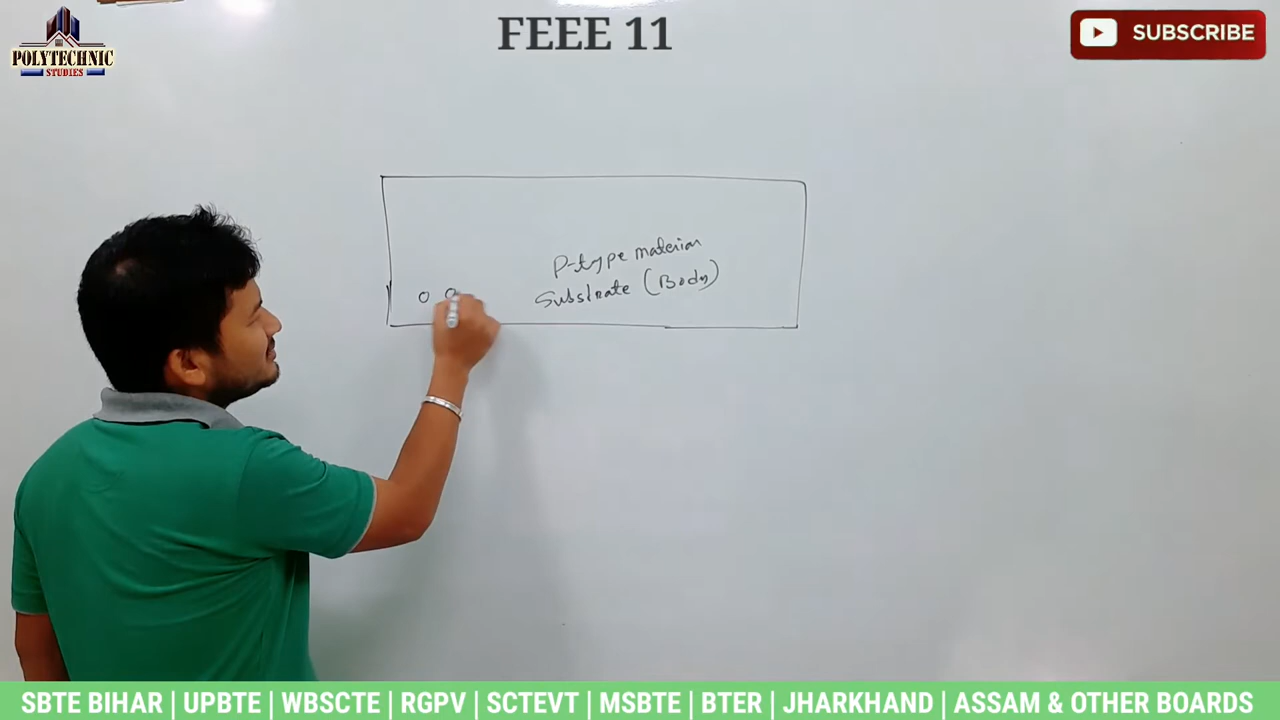 FEEE 11
POLYTECHNIC
STUDIES
SUBSCRIBE
P-type material
Substrate (Body)
SBTE BIHAR | UPBTE | WBSCTE | RGPV | SCTEVT | MSBTE | BTER | JHARKHAND | ASSAM & OTHER BOARDS